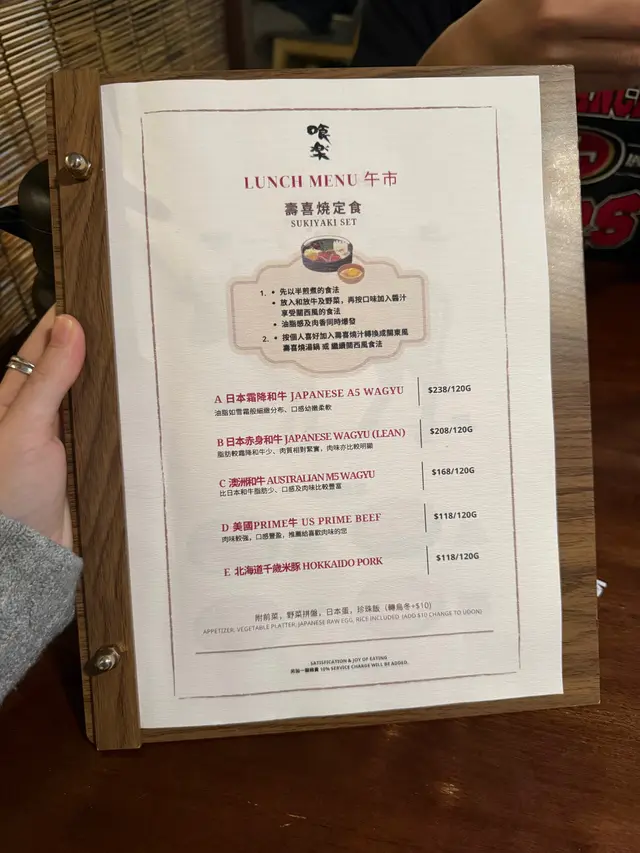 喰楽
LUNCH MENU 午市
壽喜燒定食
SUKIYAKI SET
1. • 先以半煎煮的食法
• 放入和放牛及野菜，再按口味加入醬汁
享受關西風的食法
• 油脂感及肉香同時爆發
2. • 按個人喜好加入壽喜燒汁轉換成關東風
壽喜燒湯鍋 或 繼續關西風食法
A 日本霜降和牛 JAPANESE A5 WAGYU $238/120G
油脂如雪霜般細緻分布、口感幼嫩柔軟
B 日本赤身和牛 JAPANESE WAGYU (LEAN) $208/120G
脂肪較霜降和牛少、肉質相對緊實，肉味亦比較明顯
C 澳洲和牛 AUSTRALIAN M5 WAGYU $168/120G
比日本和牛脂肪少、口感及肉味比較豐富
D 美國PRIME牛 US PRIME BEEF $118/120G
肉味較強，口感豐盈，推薦給喜歡肉味的您
E 北海道千歲米豚 HOKKAIDO PORK $118/120G
附前菜，野菜拼盤，日本蛋，珍珠飯（轉烏冬+$10）
APPETIZER, VEGETABLE PLATTER, JAPANESE RAW EGG, RICE INCLUDED (ADD $10 CHANGE TO UDON)
SATISFICATION & JOY OF EATING
另設一服務費 10% SERVICE CHANGE WILL BE ADDED.